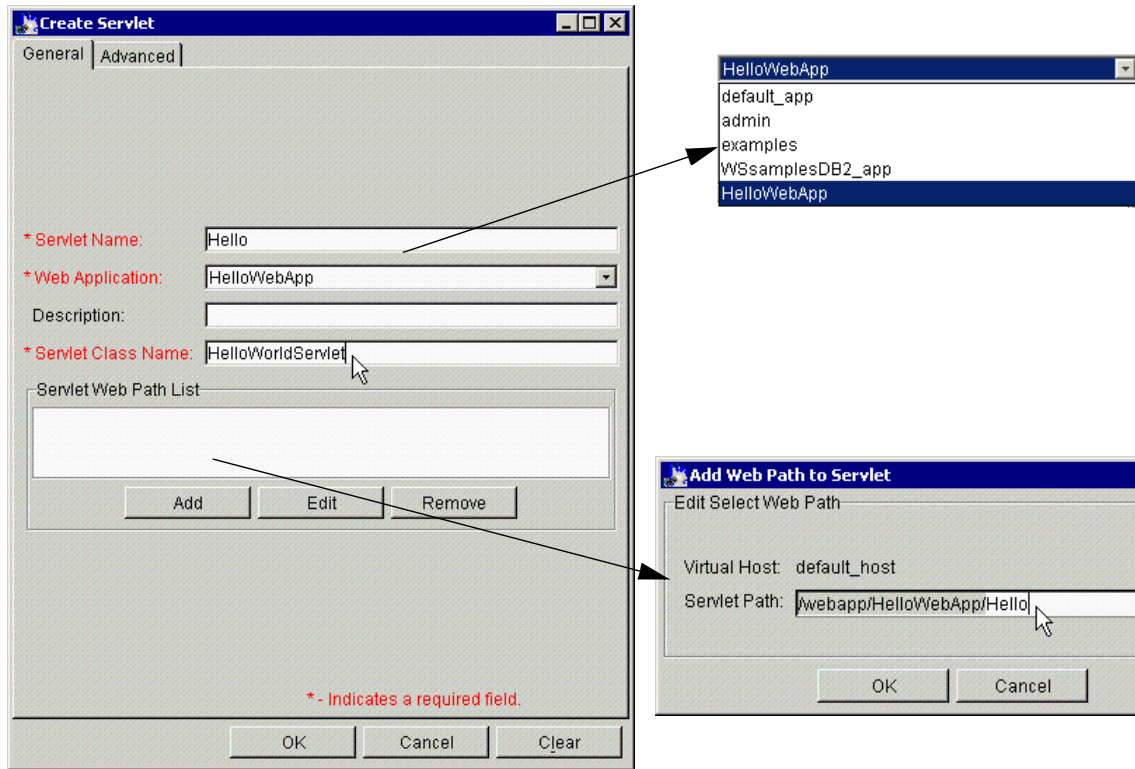 Create Servlet
General Advanced
* Servlet Name: Hello
* Web Application: HelloWebApp
Description:
* Servlet Class Name: HelloWorldServlet
Servlet Web Path List
Add Edit Remove
* - Indicates a required field.
OK Cancel Clear
HelloWebApp
default_app
admin
examples
WSsamplesDB2_app
HelloWebApp
Add Web Path to Servlet
Edit Select Web Path
Virtual Host: default_host
Servlet Path: /webapp/HelloWebApp/Hello
OK Cancel